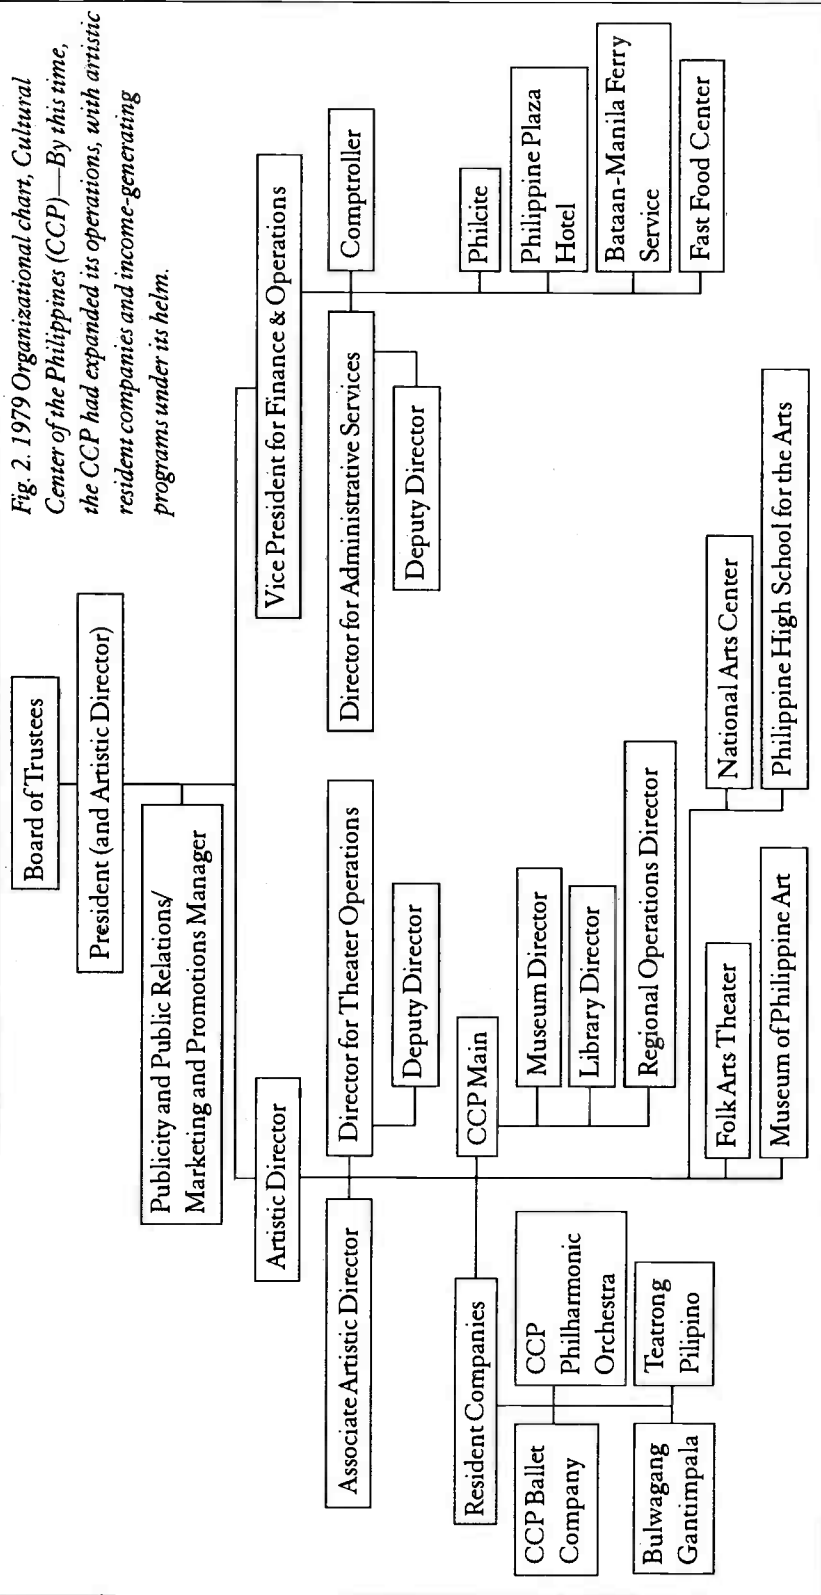 Fig. 2. 1979 Organizational chart, Cultural
Center of the Philippines (CCP)—By this time,
the CCP had expanded its operations, with artistic
resident companies and income-generating
programs under its helm.
Board of Trustees
President (and Artistic Director)
Publicity and Public Relations/
Marketing and Promotions Manager
Artistic Director
Vice President for Finance & Operations
Associate Artistic Director
Director for Theater Operations
Deputy Director
Director for Administrative Services
Comptroller
Deputy Director
Resident Companies
CCP Main
CCP Ballet
Company
CCP
Philharmonic
Orchestra
Bulwagang
Gantimpala
Teatrong
Pilipino
Museum Director
Library Director
Regional Operations Director
Philcite
Philippine Plaza
Hotel
Bataan-Manila Ferry
Service
Fast Food Center
Folk Arts Theater
Museum of Philippine Art
National Arts Center
Philippine High School for the Arts